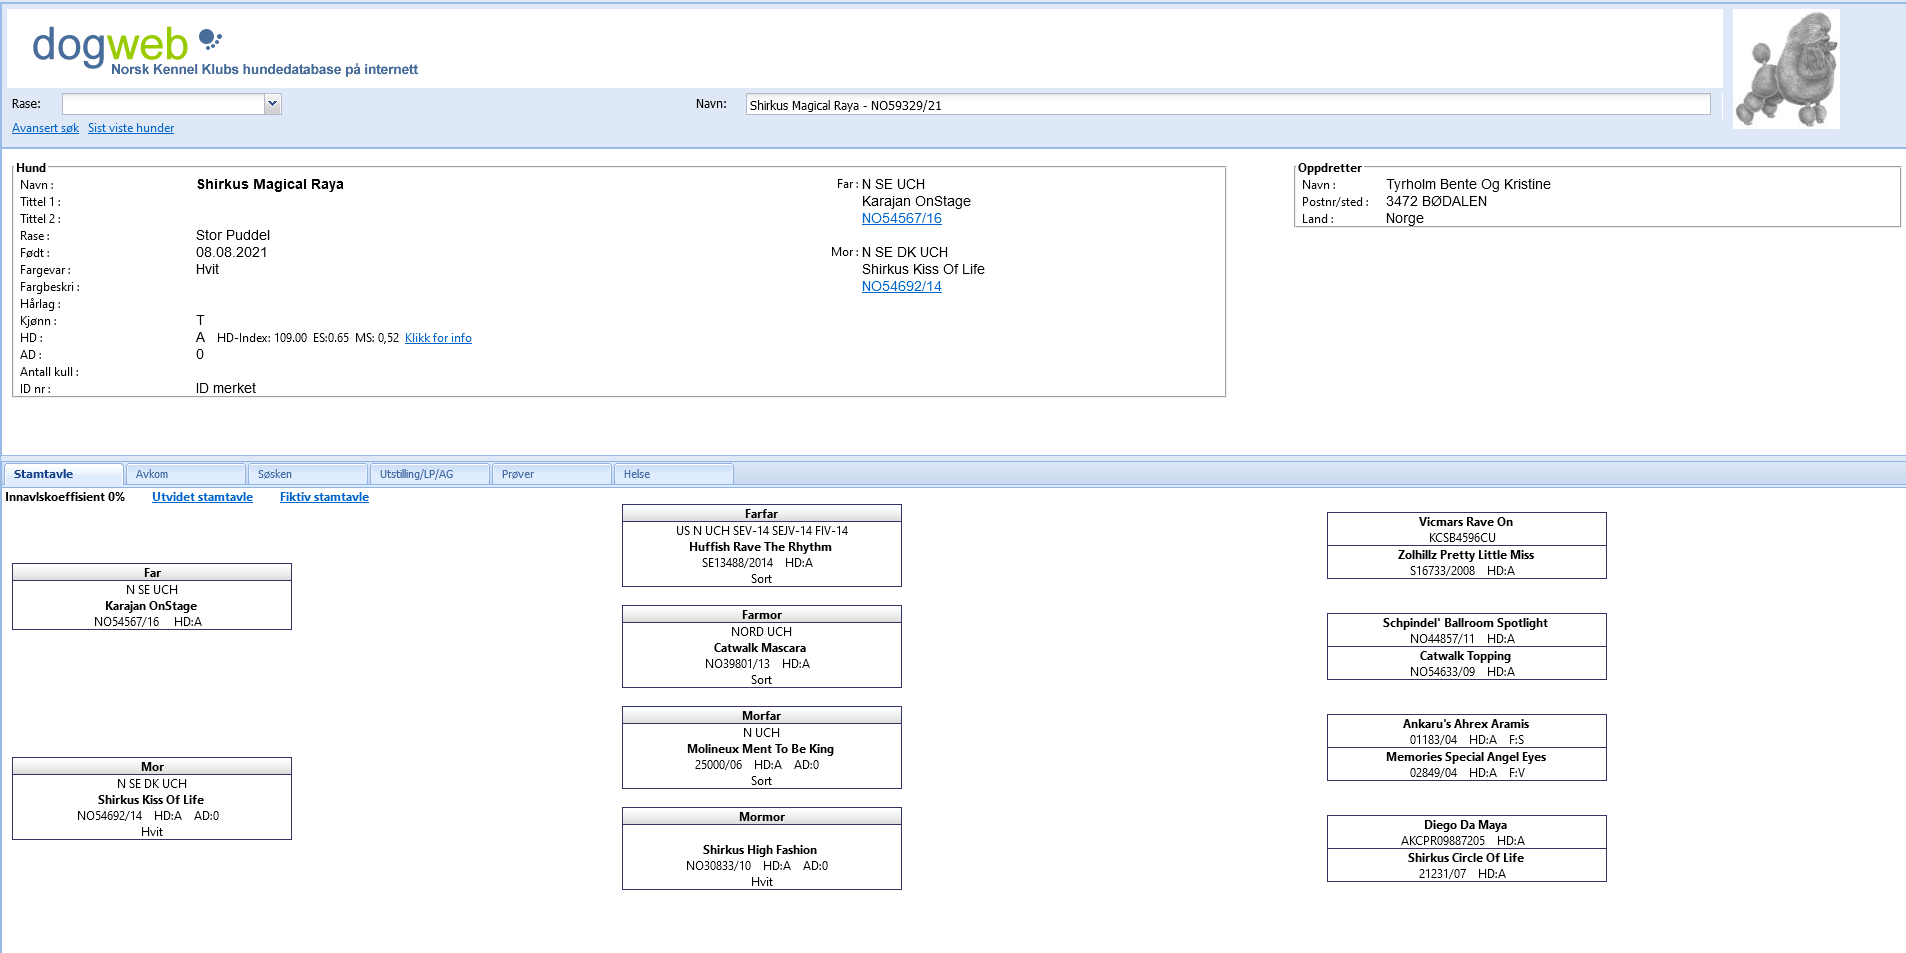 dogweb
Norsk Kennel Klubs hundedatabase på internett
Rase:
Navn: Shirkus Magical Raya - NO59329/21
Avansert søk Sist viste hunder
Hund
Navn : Shirkus Magical Raya
Tittel 1 :
Tittel 2 :
Rase : Stor Puddel
Født : 08.08.2021
Fargevar : Hvit
Fargbeskri :
Hårlag :
Kjønn : T
HD : A HD-Index: 109.00 ES:0.65 MS: 0,52 Klikk for info
AD : 0
Antall kull :
ID nr : ID merket
Far : N SE UCH
Karajan OnStage
NO54567/16
Mor : N SE DK UCH
Shirkus Kiss Of Life
NO54692/14
Oppdretter
Navn : Tyrholm Bente Og Kristine
Postnr/sted : 3472 BØDALEN
Land : Norge
Stamtavle Avkom Søsken Utstilling/LP/AG Prøver Helse
Innavlskoeffisient 0% Utvidet stamtavle Fiktiv stamtavle
Far
N SE UCH
Karajan OnStage
NO54567/16 HD:A
Mor
N SE DK UCH
Shirkus Kiss Of Life
NO54692/14 HD:A AD:0
Hvit
Farfar
US N UCH SEV-14 SEJV-14 FIV-14
Huffish Rave The Rhythm
SE13488/2014 HD:A
Sort
Farmor
NORD UCH
Catwalk Mascara
NO39801/13 HD:A
Sort
Morfar
N UCH
Molineux Ment To Be King
25000/06 HD:A AD:0
Sort
Mormor
Shirkus High Fashion
NO30833/10 HD:A AD:0
Hvit
Vicmars Rave On
KCSB4596CU
Zolhillz Pretty Little Miss
S16733/2008 HD:A
Schpindel' Ballroom Spotlight
NO44857/11 HD:A
Catwalk Topping
NO54633/09 HD:A
Ankaru's Ahrex Aramis
01183/04 HD:A F:S
Memories Special Angel Eyes
02849/04 HD:A F:V
Diego Da Maya
AKCPR09887205 HD:A
Shirkus Circle Of Life
21231/07 HD:A